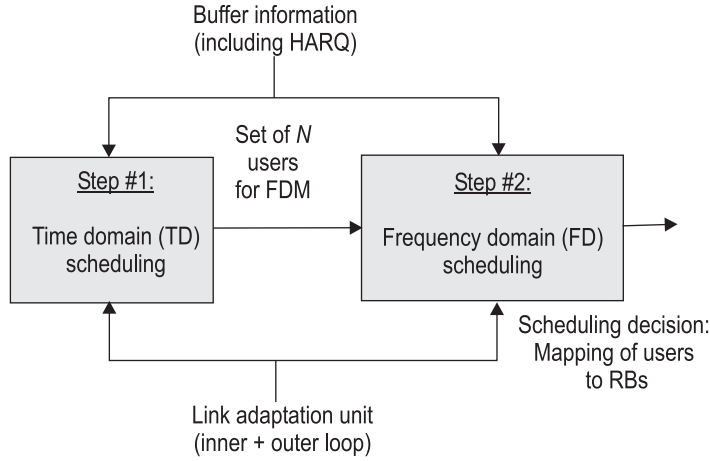 Buffer information
(including HARQ)
Set of N
users
for FDM
Step #1:
Time domain (TD)
scheduling
Step #2:
Frequency domain (FD)
scheduling
Scheduling decision:
Mapping of users
to RBs
Link adaptation unit
(inner + outer loop)